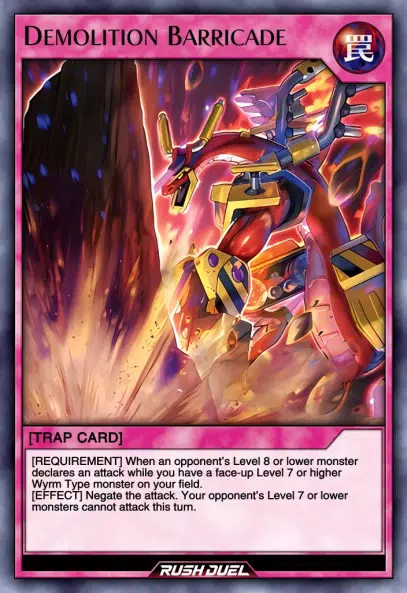 DEMOLITION BARRICADE
罠
[TRAP CARD]
[REQUIREMENT] When an opponent's Level 8 or lower monster
declares an attack while you have a face-up Level 7 or higher
Wyrm Type monster on your field.
[EFFECT] Negate the attack. Your opponent's Level 7 or lower
monsters cannot attack this turn.
RUSH DUEL